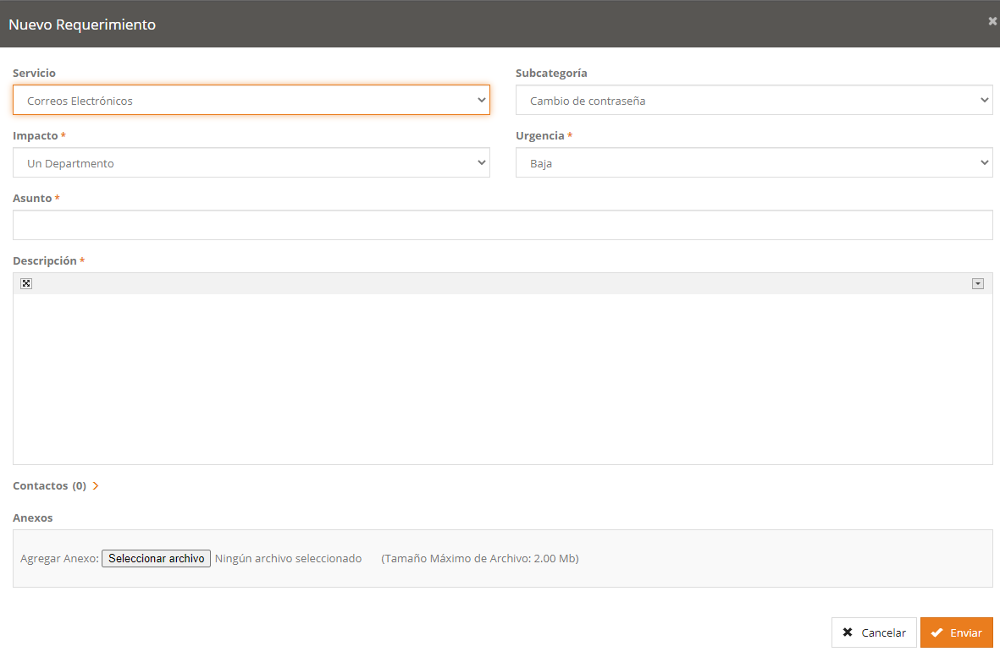 Nuevo Requerimiento
Servicio
Subcategoría
Correos Electrónicos
Cambio de contraseña
Impacto *
Urgencia *
Un Departmento
Baja
Asunto *
Descripción *
Contactos (0)
Anexos
Agregar Anexo: Seleccionar archivo Ningún archivo seleccionado (Tamaño Máximo de Archivo: 2.00 Mb)
Cancelar
Enviar